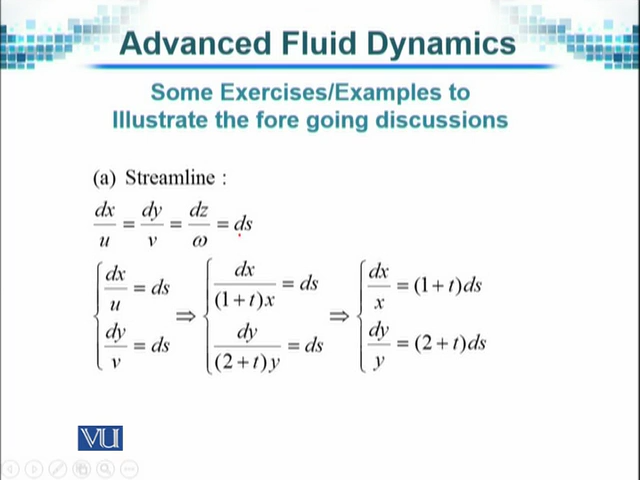 Advanced Fluid Dynamics
Some Exercises/Examples to
Illustrate the fore going discussions
(a) Streamline :
dx/u = dy/v = dz/ω = ds
{ dx/u = ds ⇒ { dx/((1+t)x) = ds ⇒ { dx/x = (1+t)ds
{ dy/v = ds ⇒ { dy/((2+t)y) = ds ⇒ { dy/y = (2+t)ds
VU